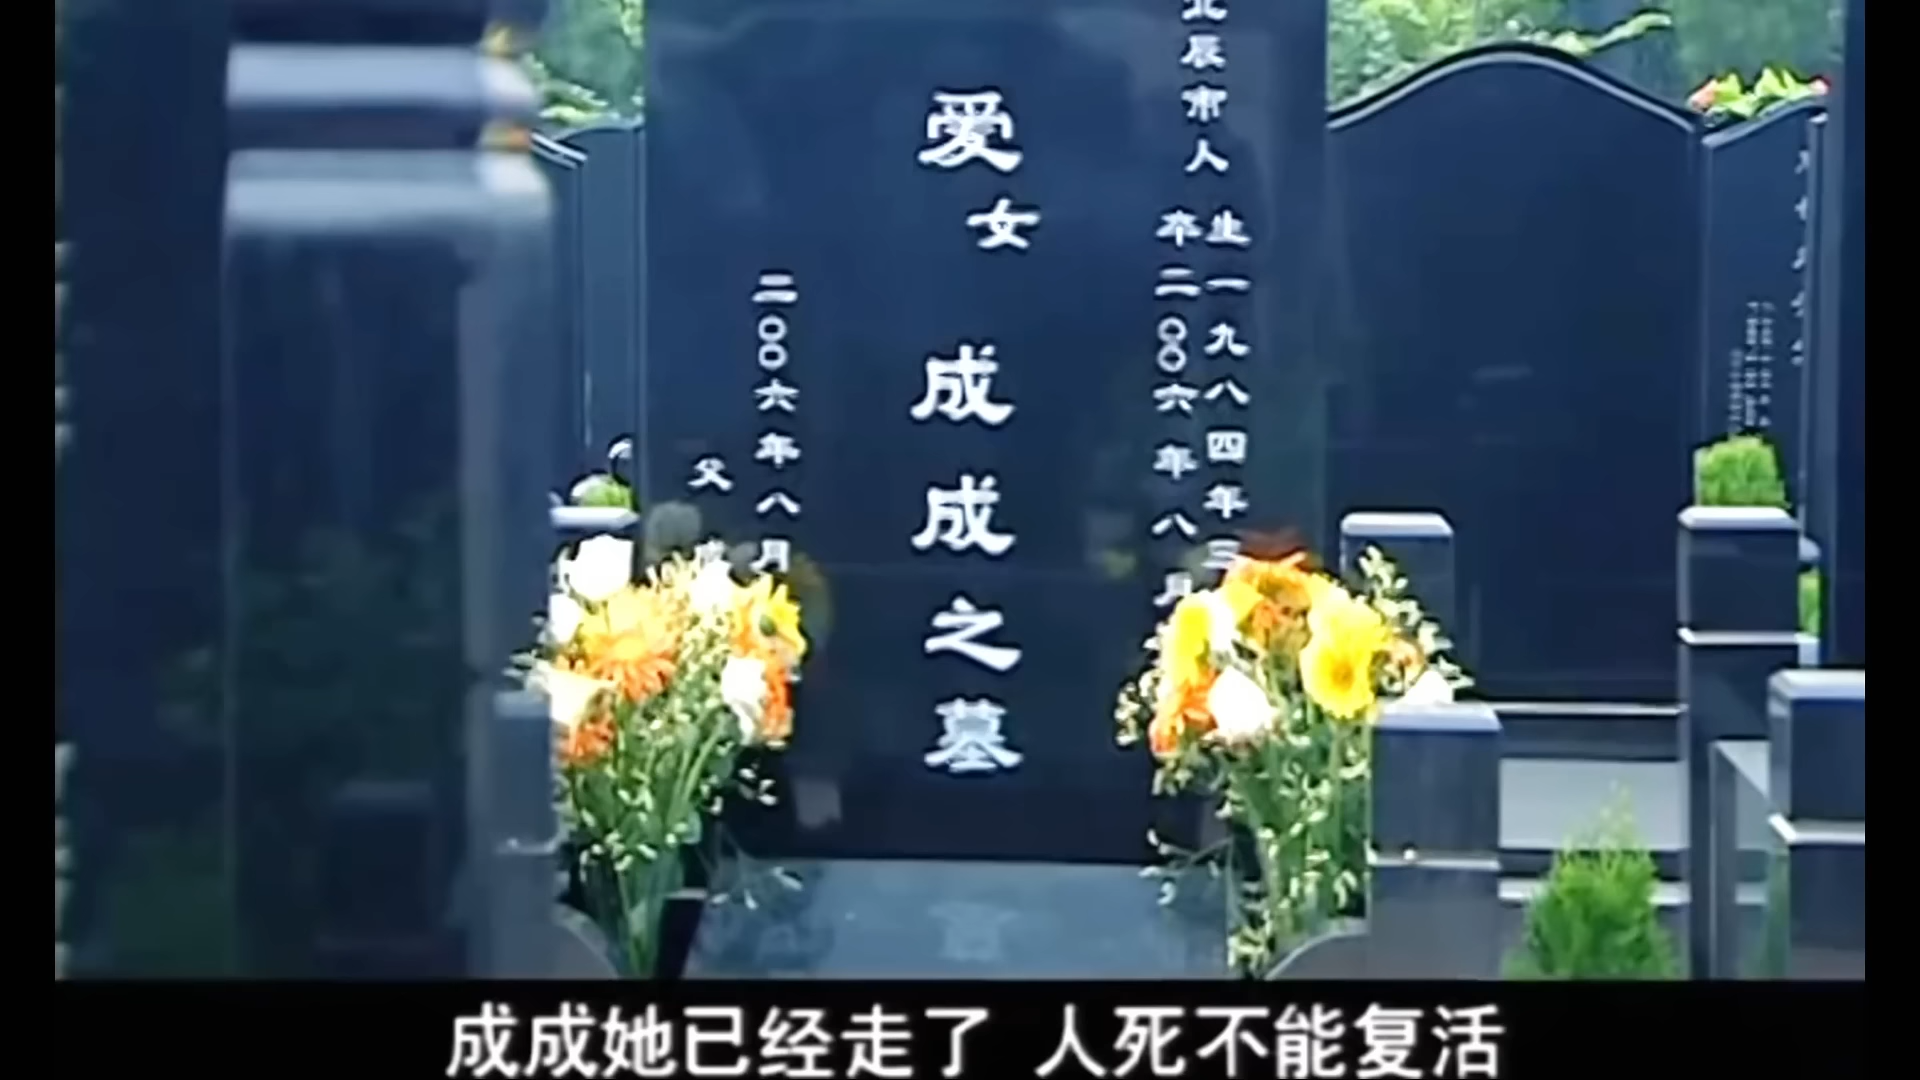 北辰市人
生一九八四年三
卒二〇〇六年八月
爱女 成成之墓
二〇〇六年八月
父 成
成成她已经走了 人死不能复活